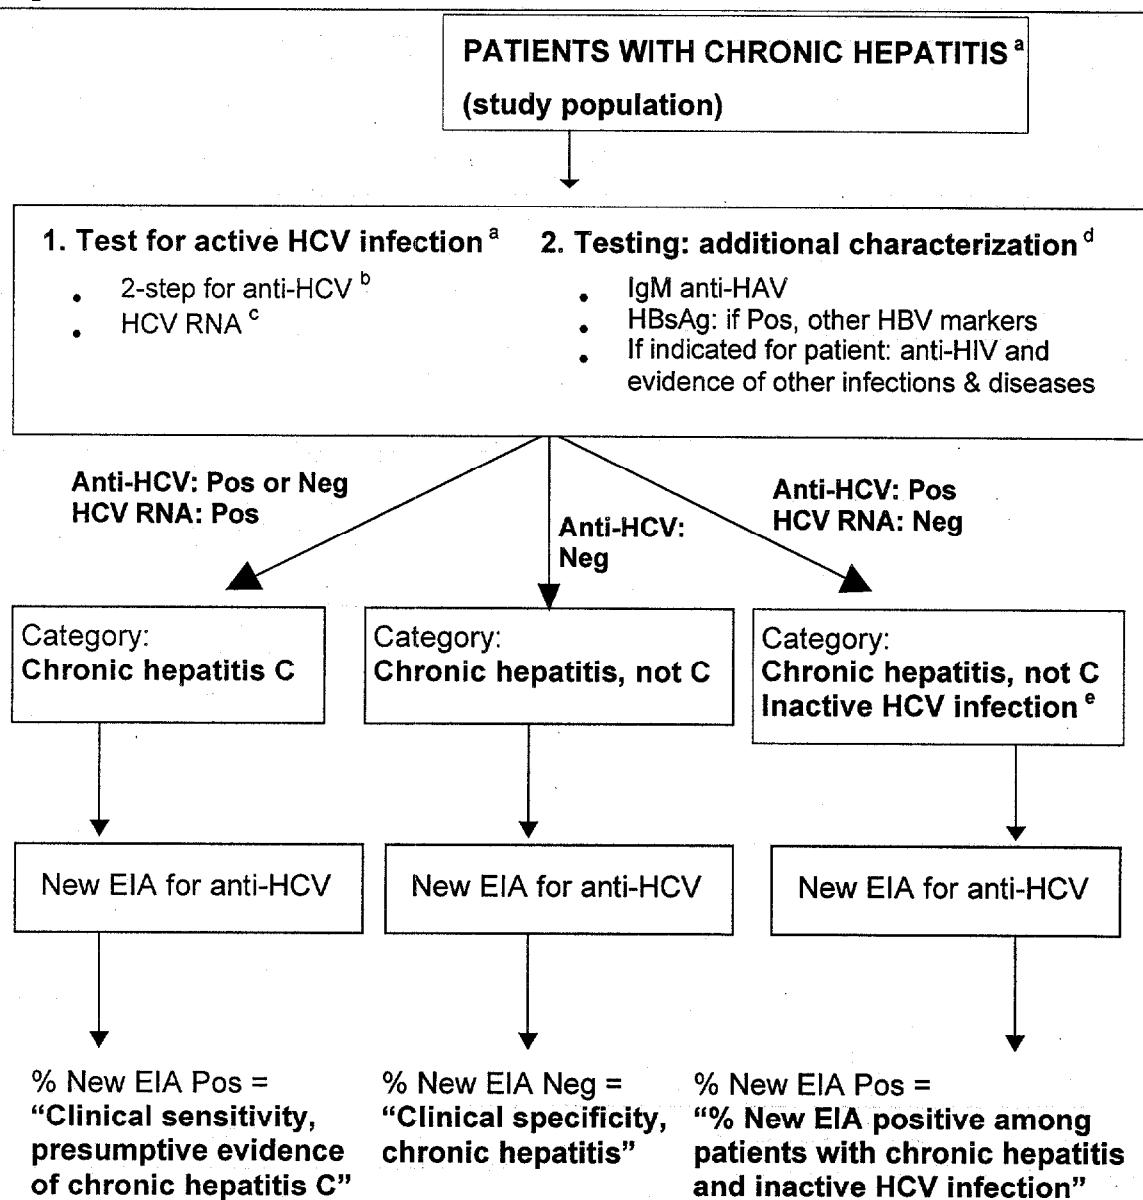 PATIENTS WITH CHRONIC HEPATITIS a
(study population)
1. Test for active HCV infection a
• 2-step for anti-HCV b
• HCV RNA c
2. Testing: additional characterization d
• IgM anti-HAV
• HBsAg: if Pos, other HBV markers
• If indicated for patient: anti-HIV and
evidence of other infections & diseases
Anti-HCV: Pos or Neg
HCV RNA: Pos
Anti-HCV:
Neg
Anti-HCV: Pos
HCV RNA: Neg
Category:
Chronic hepatitis C
Category:
Chronic hepatitis, not C
Category:
Chronic hepatitis, not C
Inactive HCV infection e
New EIA for anti-HCV
New EIA for anti-HCV
New EIA for anti-HCV
% New EIA Pos =
“Clinical sensitivity,
presumptive evidence
of chronic hepatitis C”
% New EIA Neg =
“Clinical specificity,
chronic hepatitis”
% New EIA Pos =
“% New EIA positive among
patients with chronic hepatitis
and inactive HCV infection”